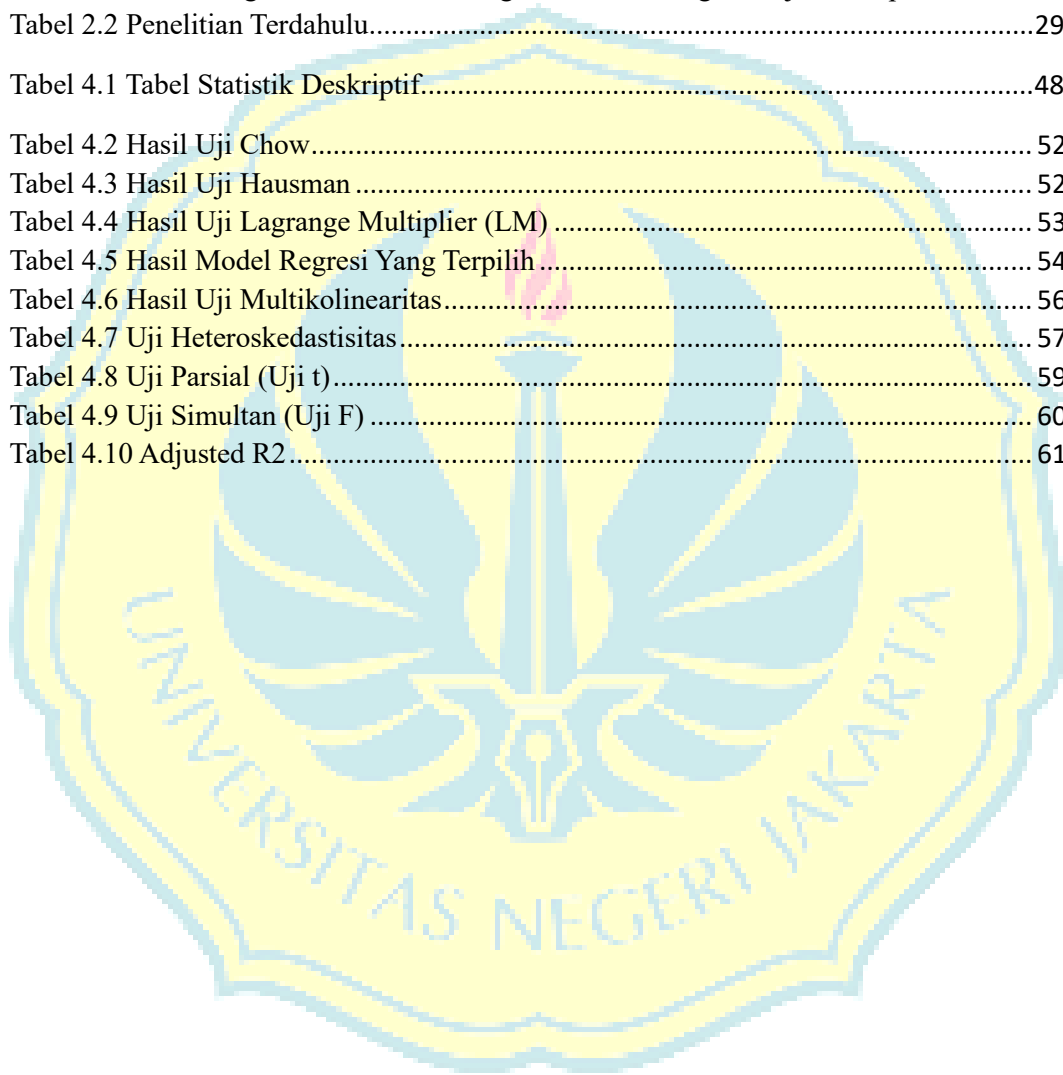 Tabel 2.2 Penelitian Terdahulu............................................................................................29
Tabel 4.1 Tabel Statistik Deskriptif.....................................................................................48
Tabel 4.2 Hasil Uji Chow.................................................................................................... 52
Tabel 4.3 Hasil Uji Hausman .............................................................................................. 52
Tabel 4.4 Hasil Uji Lagrange Multiplier (LM) .................................................................. 53
Tabel 4.5 Hasil Model Regresi Yang Terpilih .................................................................... 54
Tabel 4.6 Hasil Uji Multikolinearitas.................................................................................. 56
Tabel 4.7 Uji Heteroskedastisitas........................................................................................ 57
Tabel 4.8 Uji Parsial (Uji t)................................................................................................. 59
Tabel 4.9 Uji Simultan (Uji F) ............................................................................................ 60
Tabel 4.10 Adjusted R2....................................................................................................... 61
UNIVERSITAS NEGERI JAKARTA